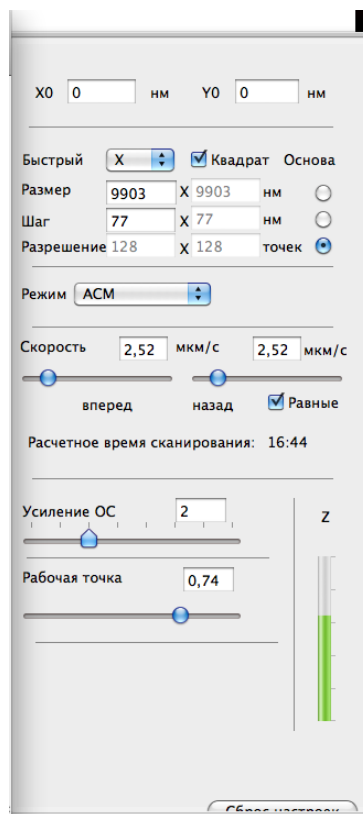 X0 0 нм Y0 0 нм
Быстрый X Квадрат Основа
Размер 9903 X 9903 нм
Шаг 77 X 77 нм
Разрешение 128 X 128 точек
Режим АСМ
Скорость 2,52 мкм/с 2,52 мкм/с
вперед назад Равные
Расчетное время сканирования: 16:44
Усиление ОС 2 Z
Рабочая точка 0,74
Сброс настроек